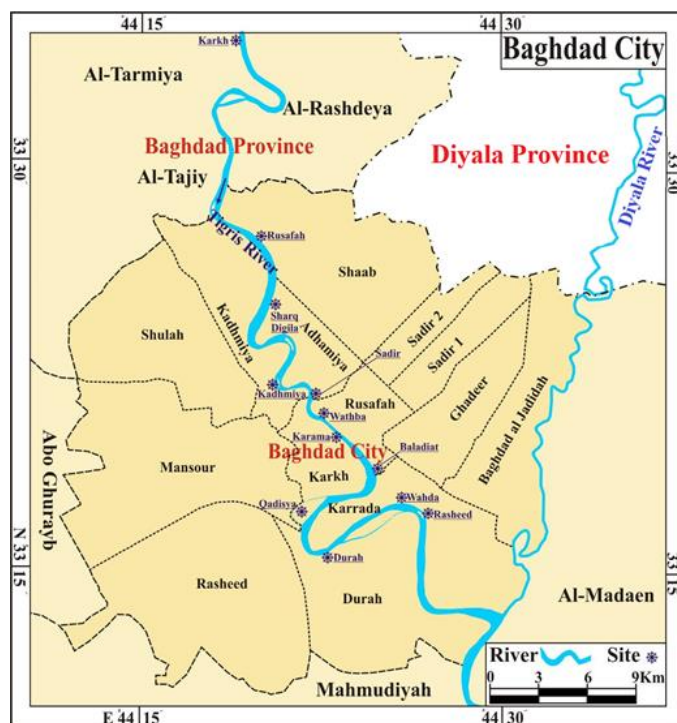 44 15
44 30
Baghdad City
Karkh
Al-Tarmiya
Al-Rashdeya
Baghdad Province
Diyala Province
Diyala River
33 30
33 30
Al-Tajiy
Tigris River
Rusafah
Shaab
Sharq
Digila
Kadhmiya
Adhamiya
Sadir 2
Sadir 1
Shulah
Sadir
Kadhmiya
Rusafah
Ghadeer
Baghdad al Jadidah
Wathba
Karama
Baghdad City
Baladiat
Abo Ghurayb
Mansour
Karkh
Qadisya
Karrada
Wahda
Rasheed
N 33 15
33 15
Durah
Rasheed
Durah
Al-Madaen
Mahmudiyah
River
Site
0 3 6 9Km
E 44 15
44 30